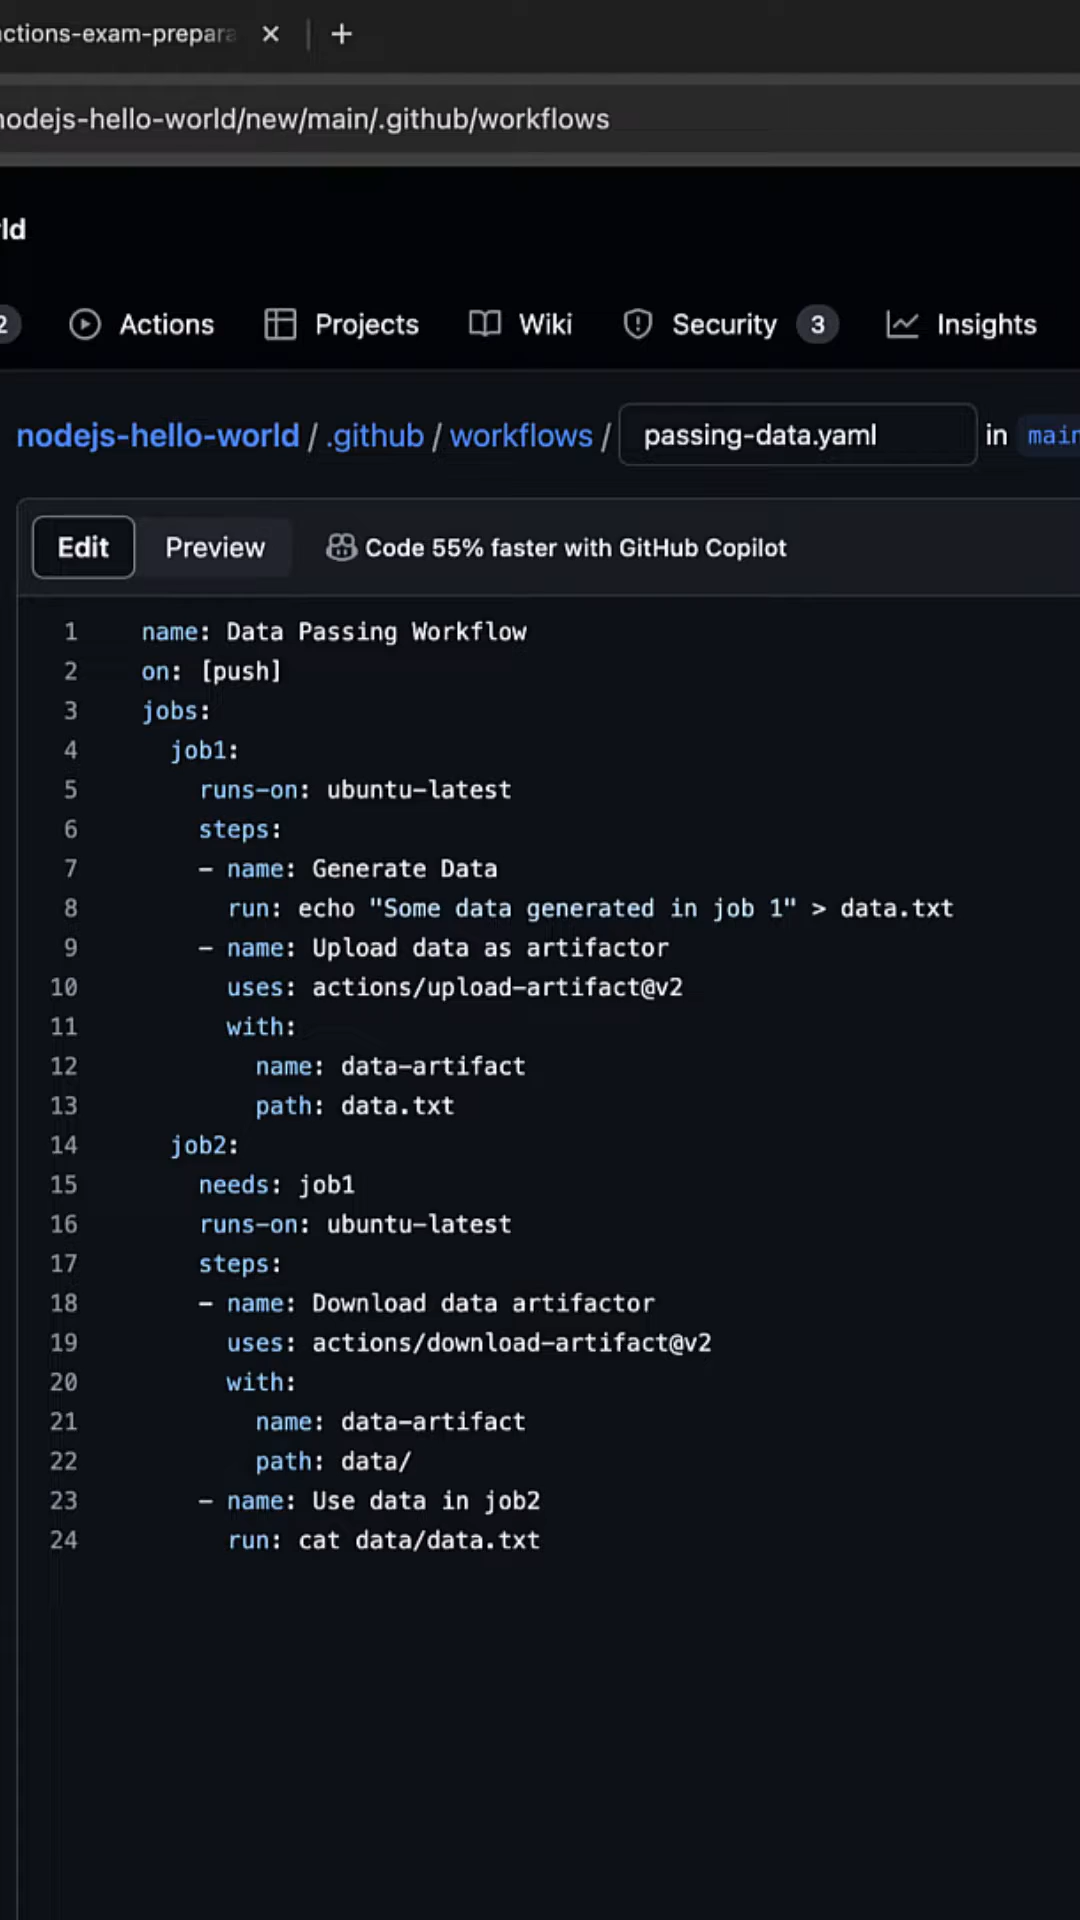 ctions-exam-prepara
nodejs-hello-world/new/main/.github/workflows
rld
2 Actions Projects Wiki Security 3 Insights
nodejs-hello-world / .github / workflows / passing-data.yaml in main
Edit Preview Code 55% faster with GitHub Copilot
1 name: Data Passing Workflow
2 on: [push]
3 jobs:
4 job1:
5 runs-on: ubuntu-latest
6 steps:
7 - name: Generate Data
8 run: echo "Some data generated in job 1" > data.txt
9 - name: Upload data as artifactor
10 uses: actions/upload-artifact@v2
11 with:
12 name: data-artifact
13 path: data.txt
14 job2:
15 needs: job1
16 runs-on: ubuntu-latest
17 steps:
18 - name: Download data artifactor
19 uses: actions/download-artifact@v2
20 with:
21 name: data-artifact
22 path: data/
23 - name: Use data in job2
24 run: cat data/data.txt